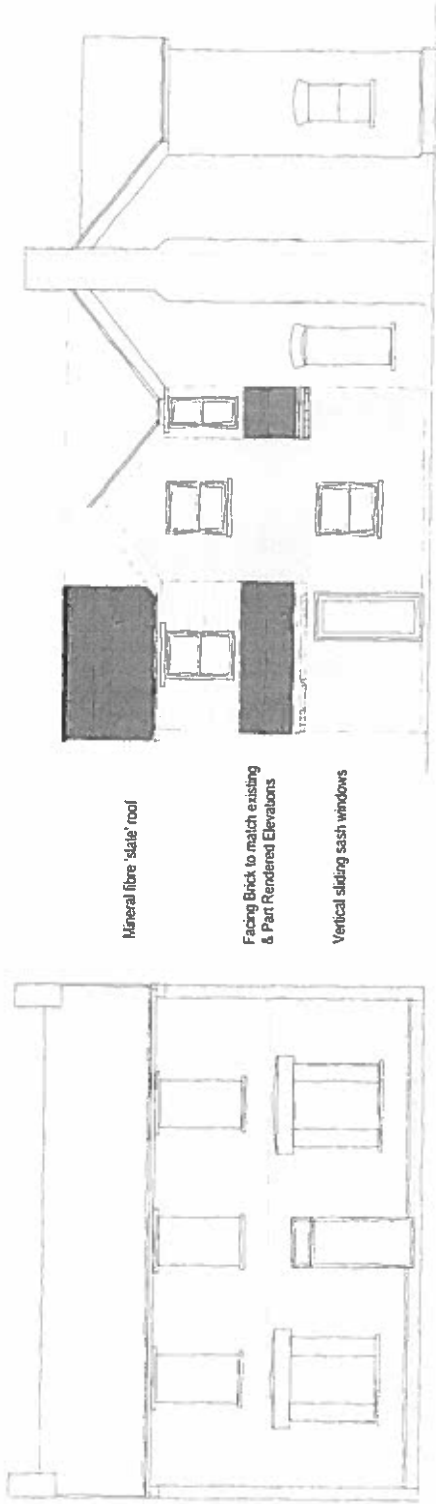 Mineral fibre 'slate' roof
Facing Brick to match existing
& Part Rendered Elevations
Vertical sliding sash windows